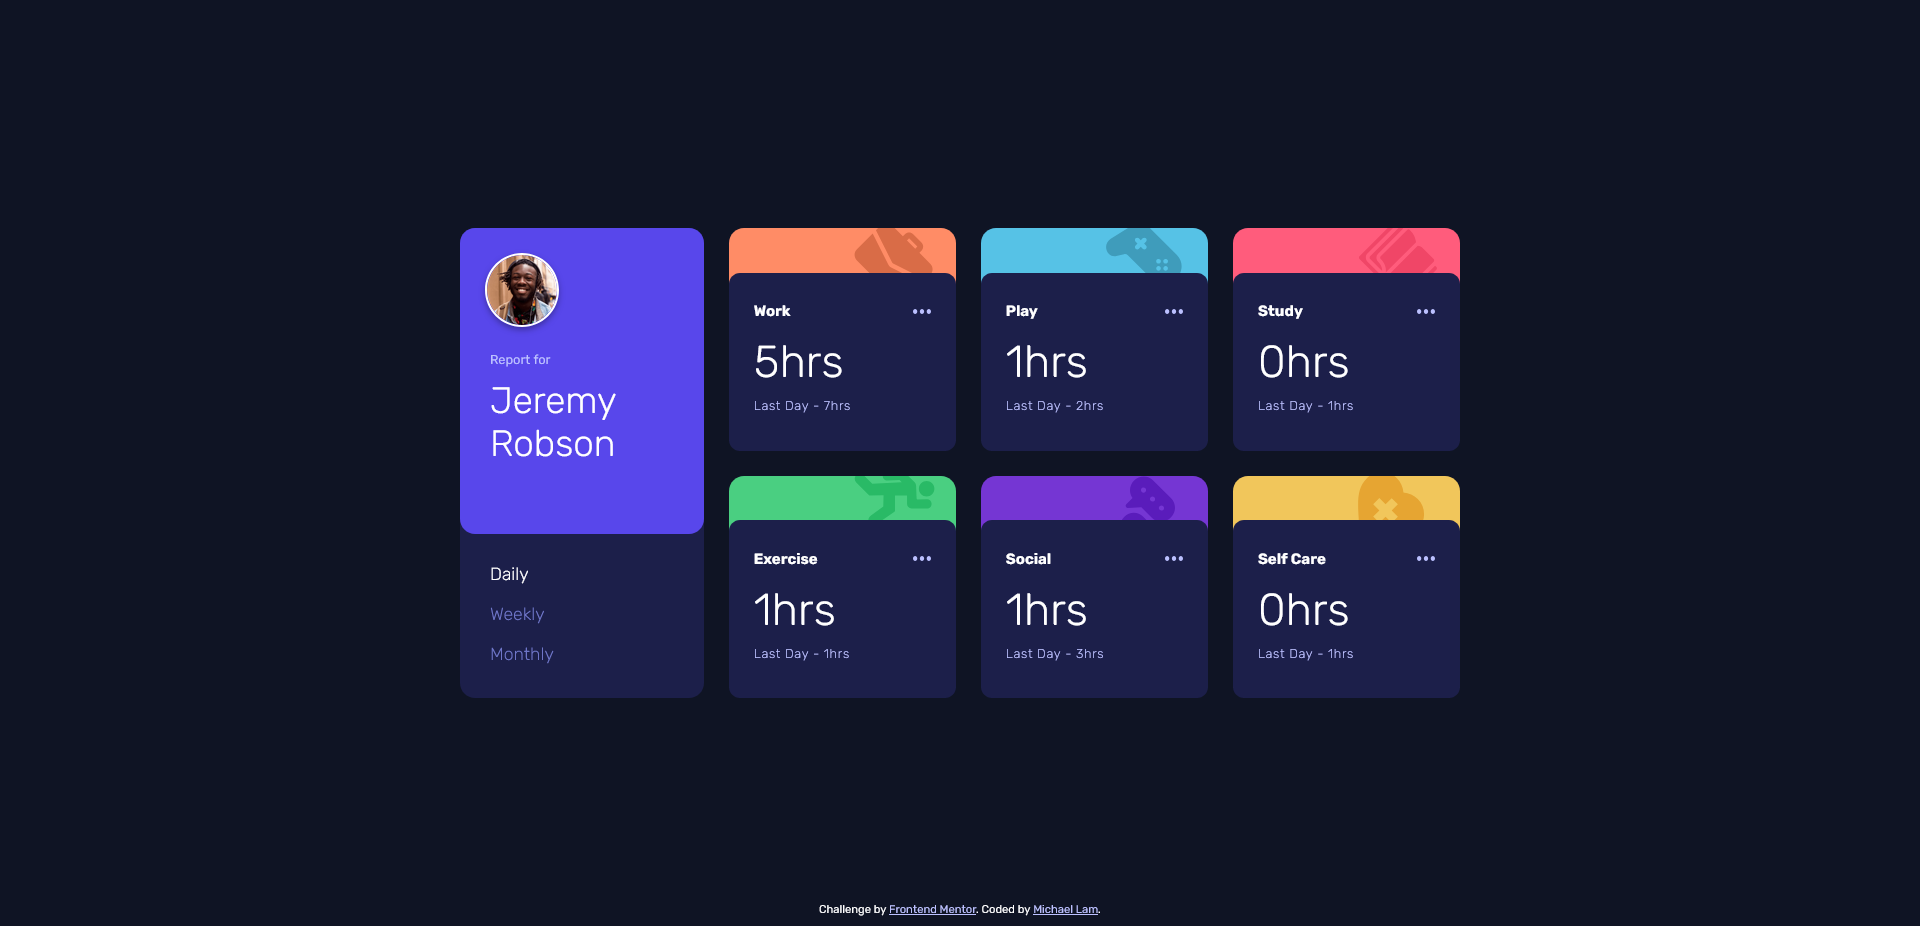 Report for
Jeremy
Robson
Daily
Weekly
Monthly
Work
5hrs
Last Day - 7hrs
Play
1hrs
Last Day - 2hrs
Study
0hrs
Last Day - 1hrs
Exercise
1hrs
Last Day - 1hrs
Social
1hrs
Last Day - 3hrs
Self Care
0hrs
Last Day - 1hrs
Challenge by Frontend Mentor. Coded by Michael Lam.